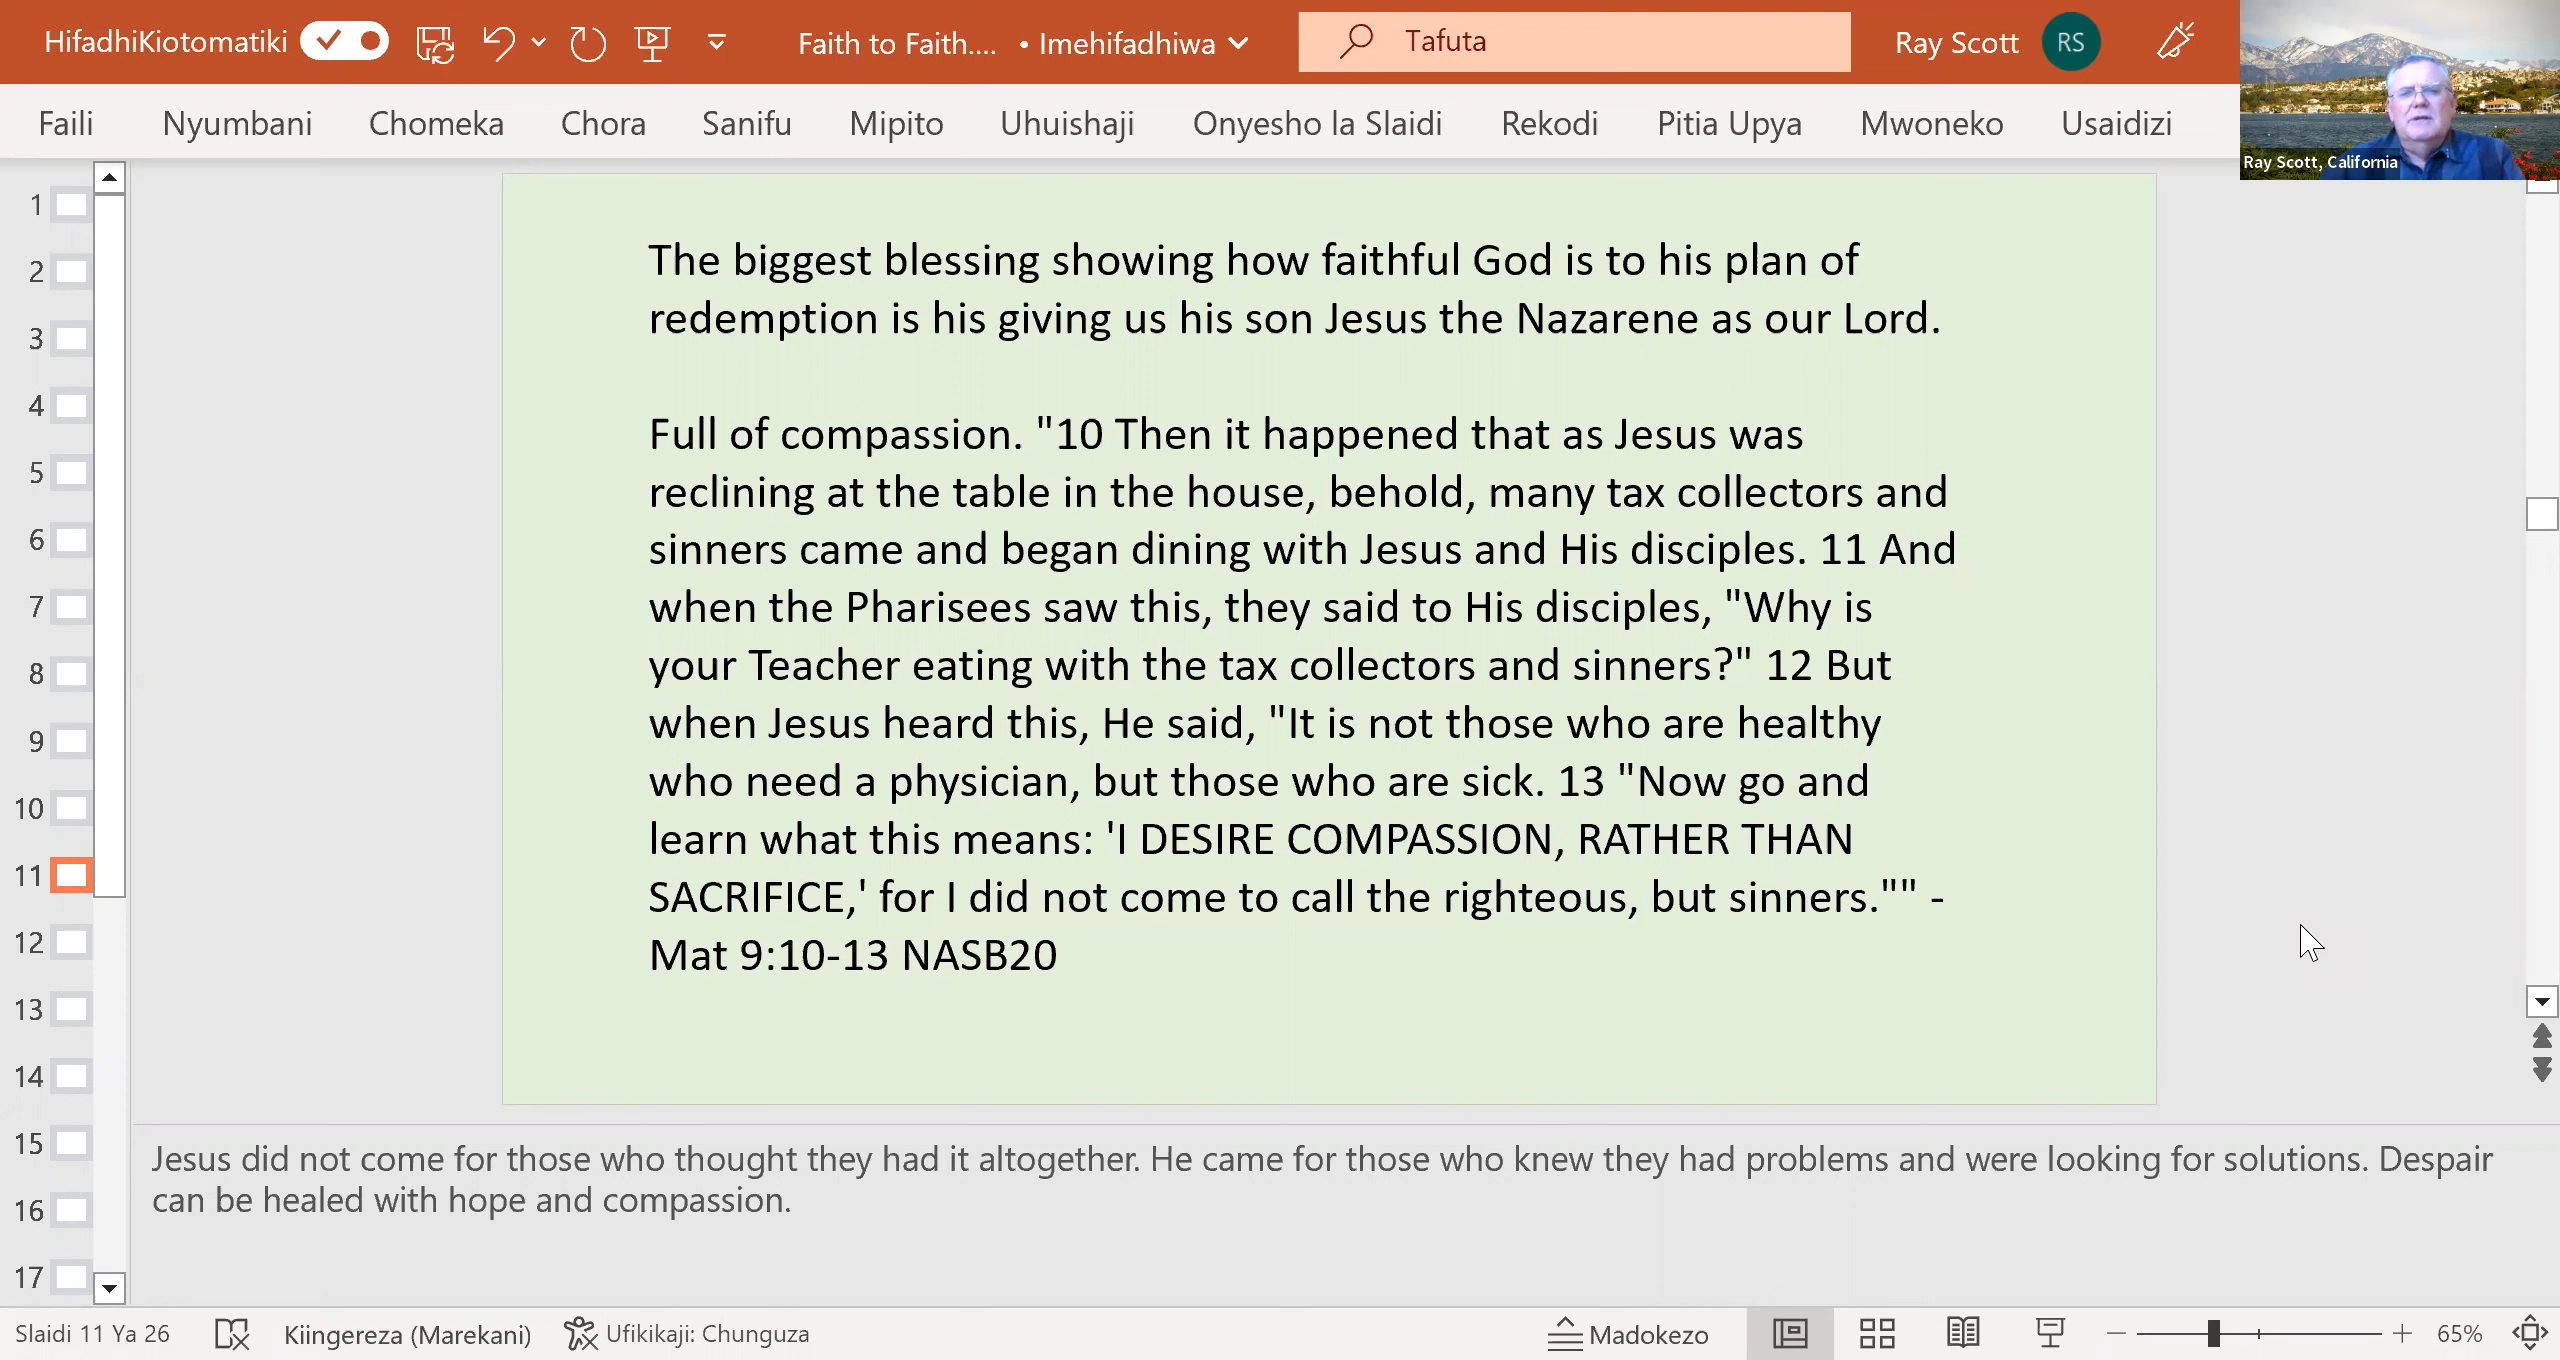 HifadhiKiotomatiki
Faith to Faith.... • Imehifadhiwa
Tafuta
Ray Scott
RS
Faili
Nyumbani
Chomeka
Chora
Sanifu
Mipito
Uhuishaji
Onyesho la Slaidi
Rekodi
Pitia Upya
Mwoneko
Usaidizi
Ray Scott, California
1
2
3
4
5
6
7
8
9
10
11
12
13
14
15
16
17
The biggest blessing showing how faithful God is to his plan of
redemption is his giving us his son Jesus the Nazarene as our Lord.
Full of compassion. "10 Then it happened that as Jesus was
reclining at the table in the house, behold, many tax collectors and
sinners came and began dining with Jesus and His disciples. 11 And
when the Pharisees saw this, they said to His disciples, "Why is
your Teacher eating with the tax collectors and sinners?" 12 But
when Jesus heard this, He said, "It is not those who are healthy
who need a physician, but those who are sick. 13 "Now go and
learn what this means: 'I DESIRE COMPASSION, RATHER THAN
SACRIFICE,' for I did not come to call the righteous, but sinners."" -
Mat 9:10-13 NASB20
Jesus did not come for those who thought they had it altogether. He came for those who knew they had problems and were looking for solutions. Despair
can be healed with hope and compassion.
Slaidi 11 Ya 26
Kiingereza (Marekani)
Ufikikaji: Chunguza
Madokezo
65%